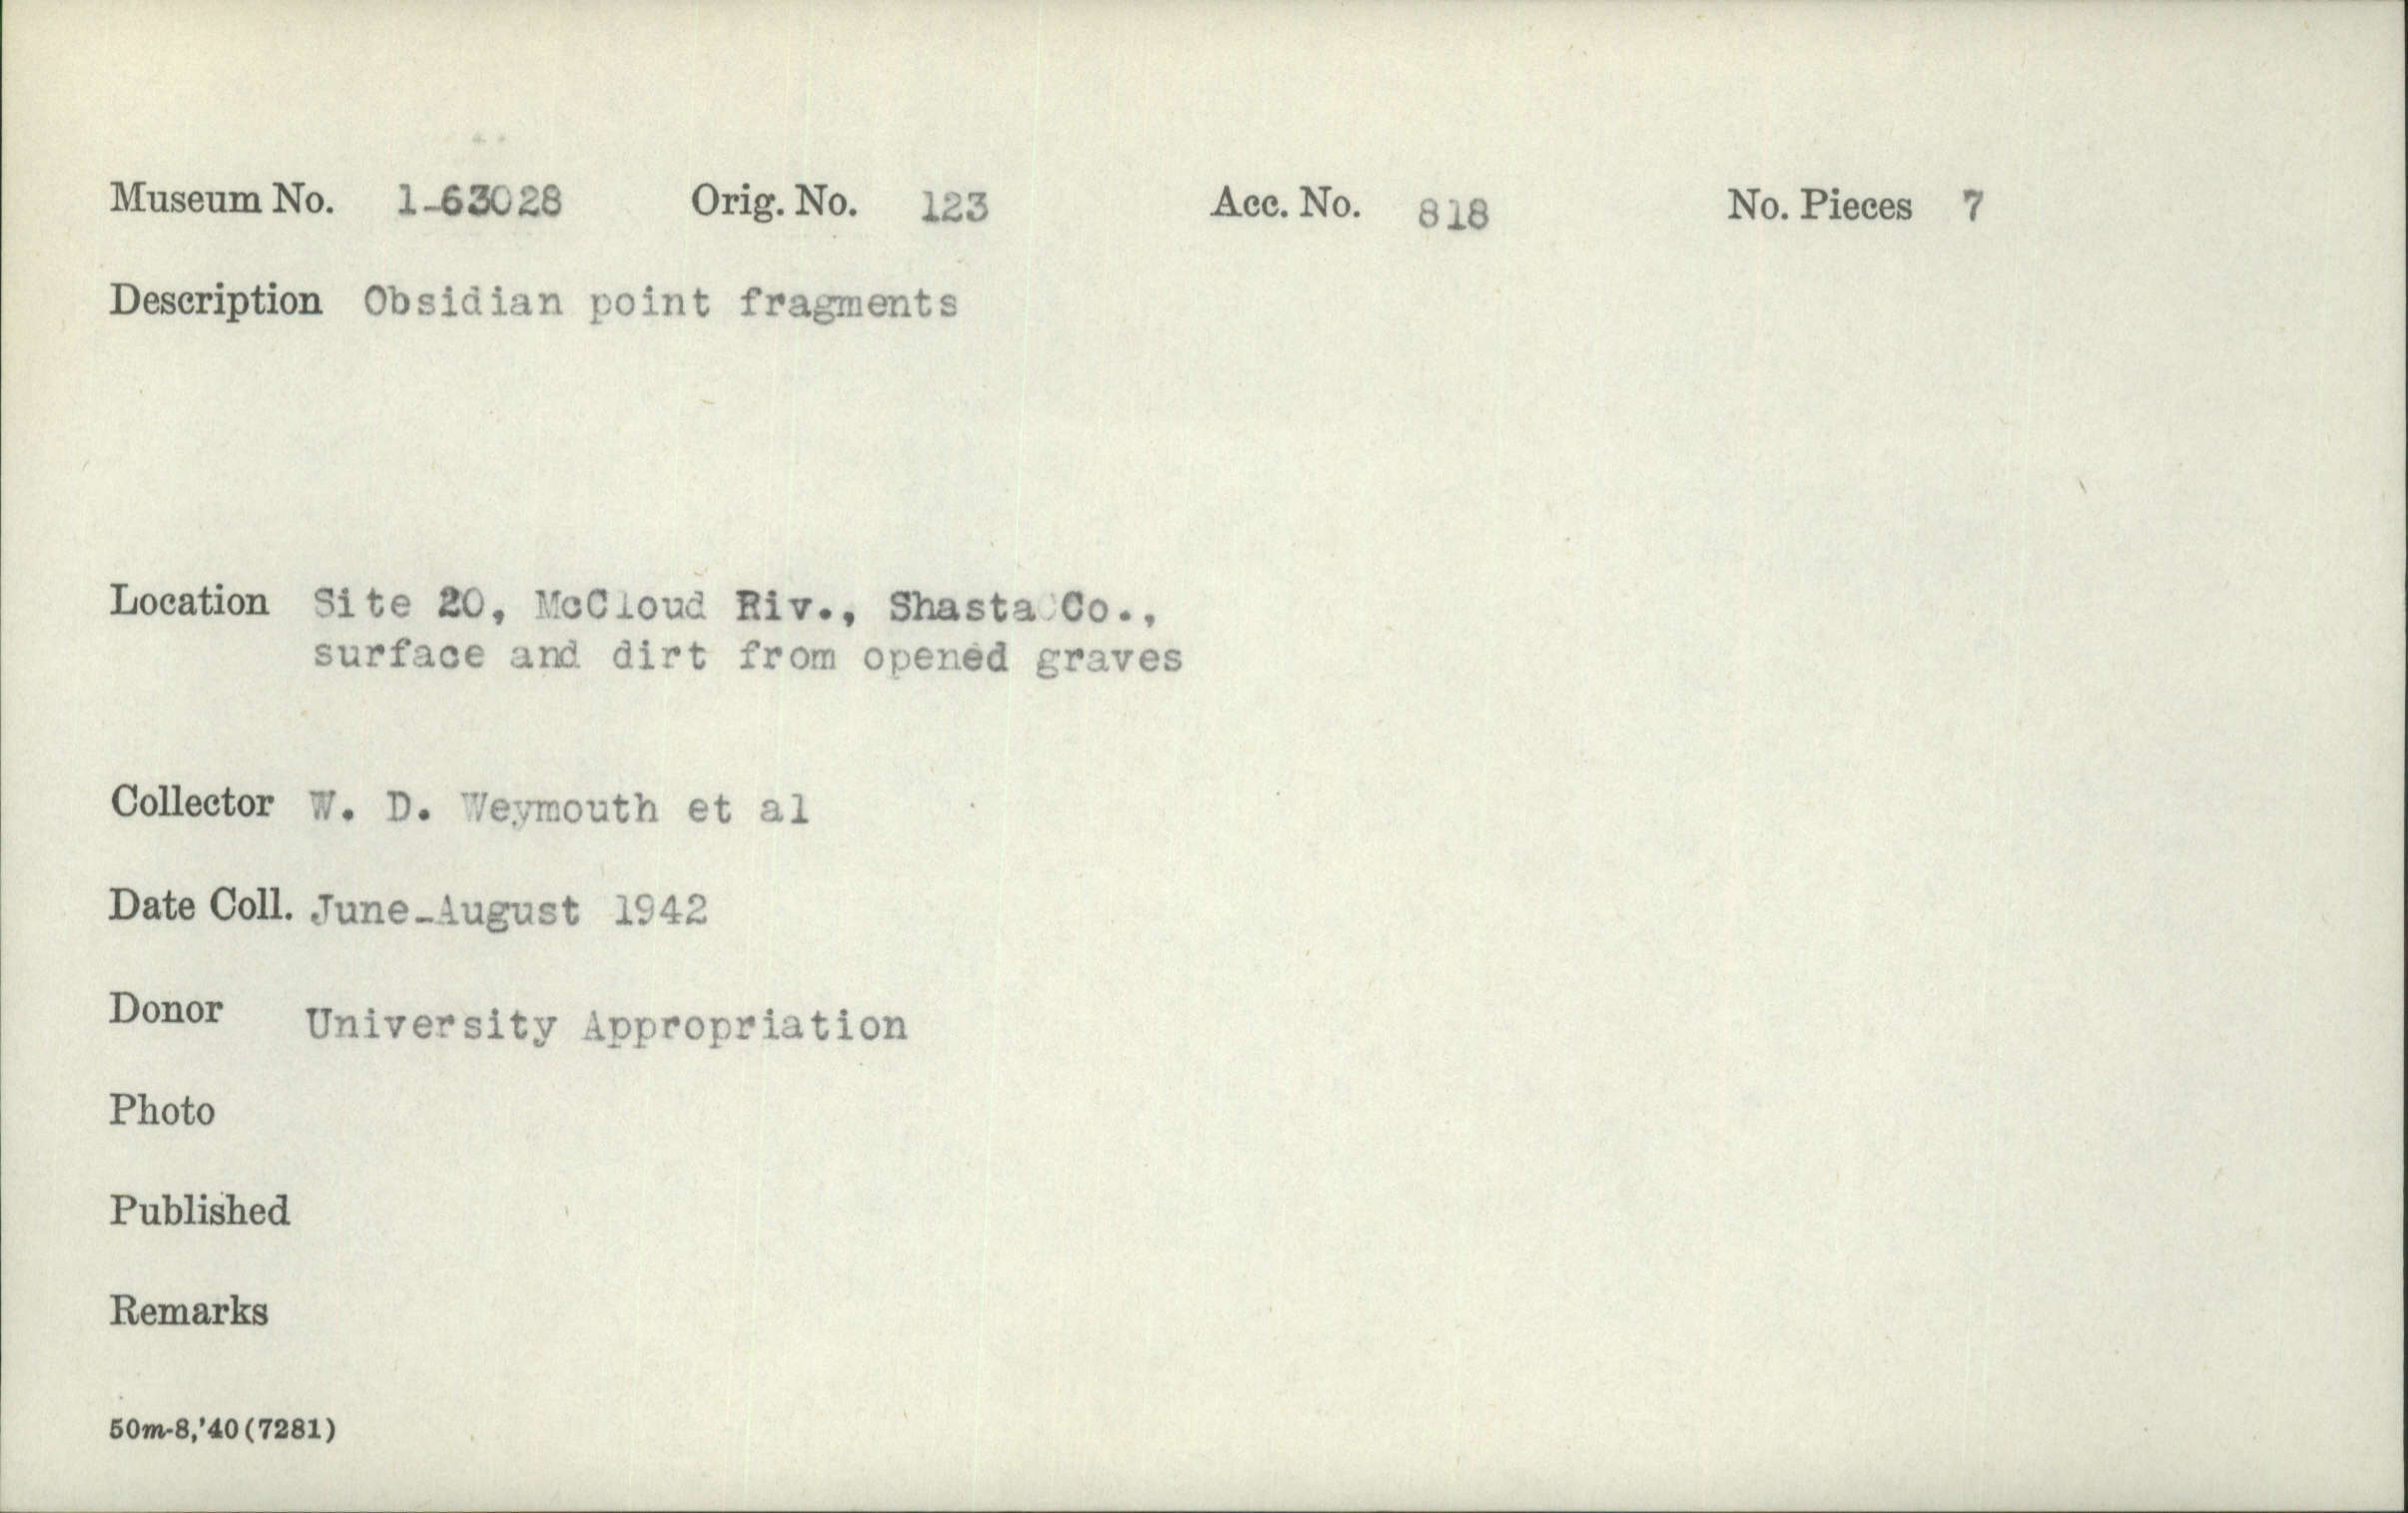 Museum No. 1-63028 Orig. No. 123 Acc. No. 818 No. Pieces 7
Description Obsidian point fragments
Location Site 20, McCloud Riv., Shasta Co.,
surface and dirt from opened graves
Collector W. D. Weymouth et al
Date Coll. June-August 1942
Donor University Appropriation
Photo
Published
Remarks
50m-8,'40(7281)